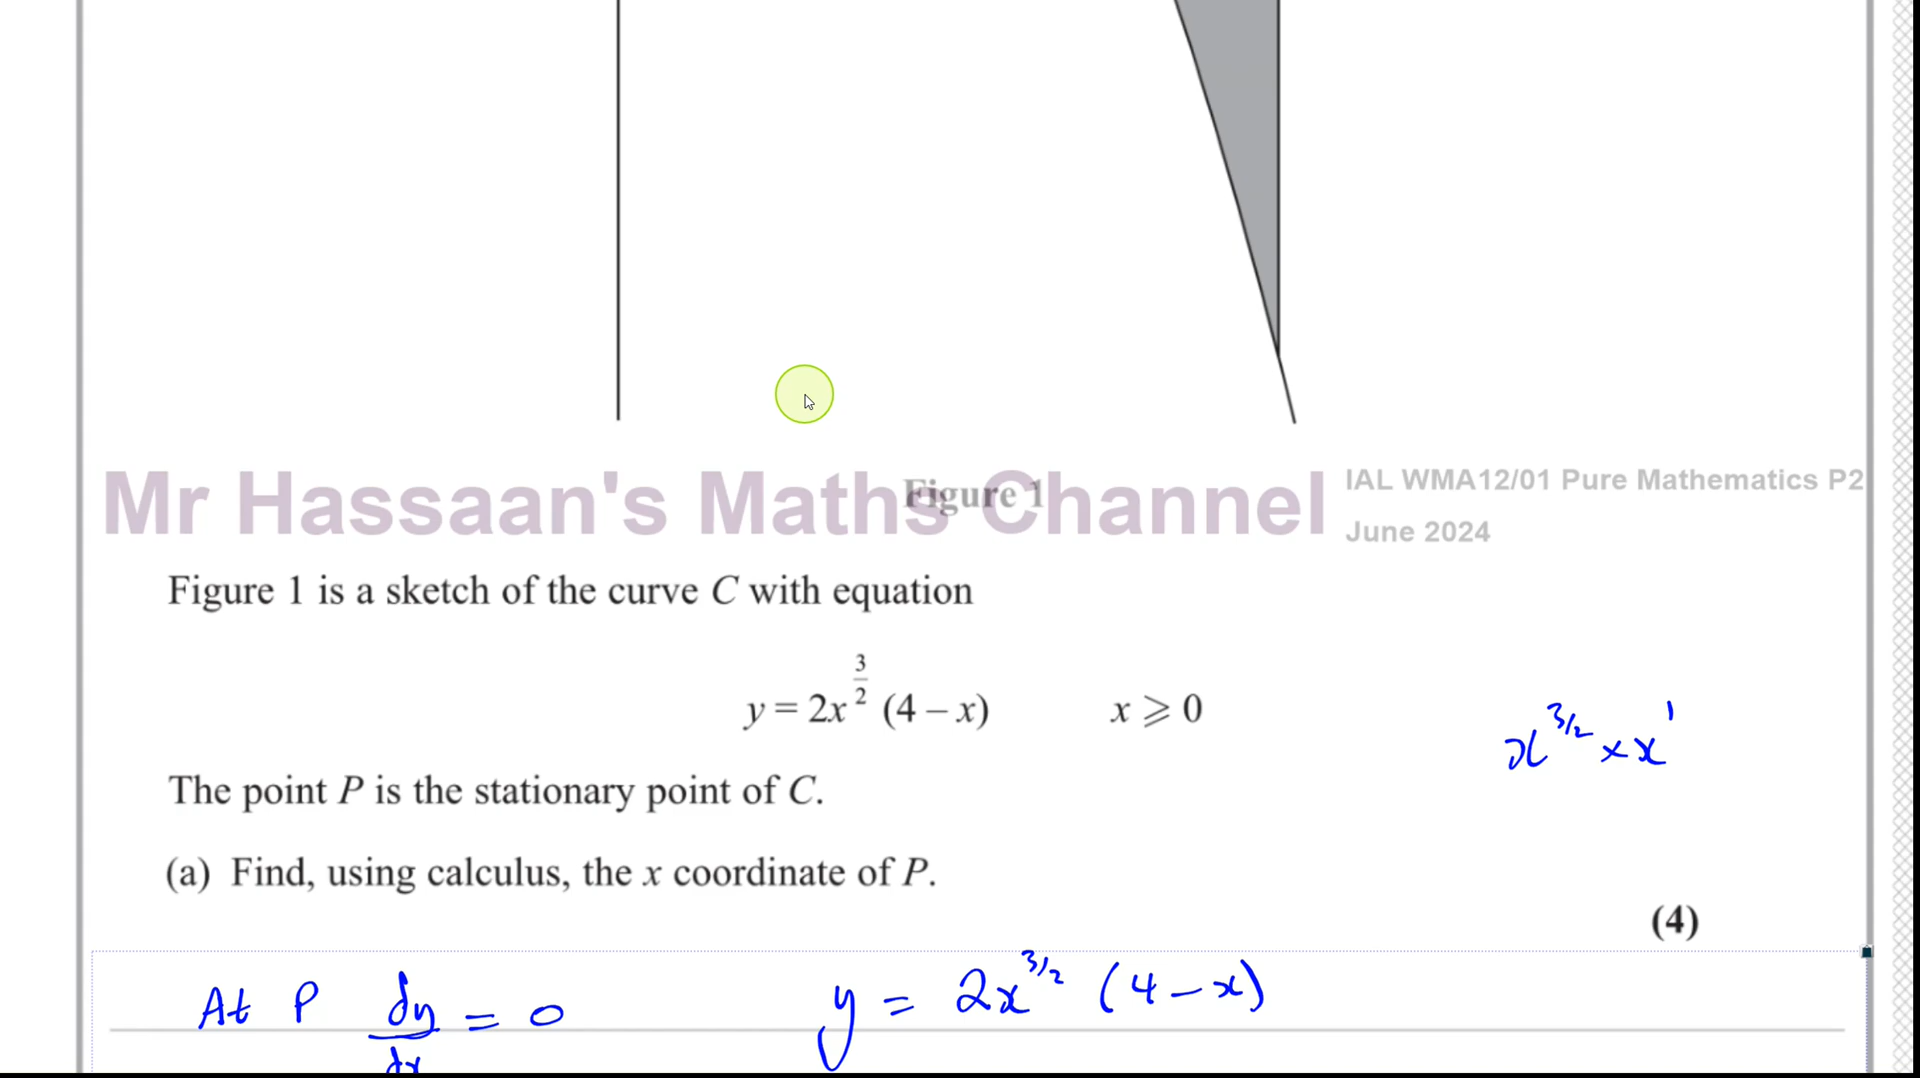 Mr Hassaan's Maths Channel
Figure 1
IAL WMA12/01 Pure Mathematics P2
June 2024
Figure 1 is a sketch of the curve C with equation
y = 2x^(3/2) (4 – x)    x ⩾ 0
x^(3/2) × x^1
The point P is the stationary point of C.
(a) Find, using calculus, the x coordinate of P.
(4)
At P dy/dx = 0    y = 2x^(3/2) (4 – x)